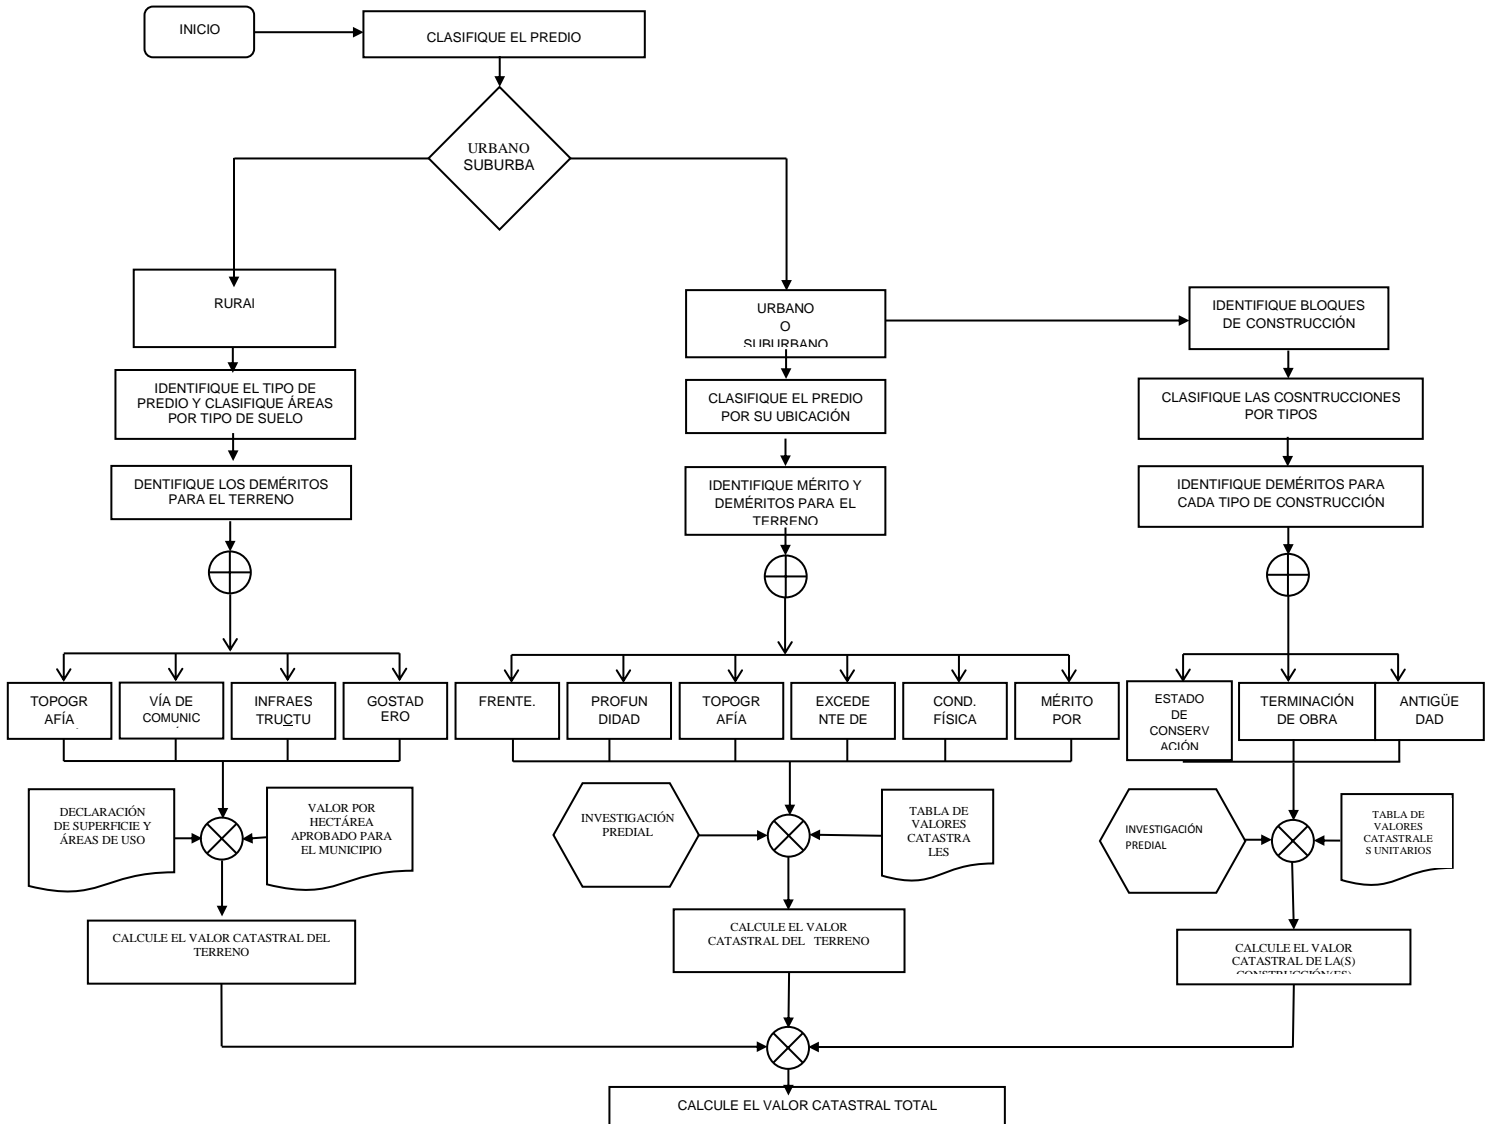 INICIO
CLASIFIQUE EL PREDIO
URBANO
SUBURBA
RURAl
URBANO
O
SUBURBANO
IDENTIFIQUE BLOQUES
DE CONSTRUCCIÓN
IDENTIFIQUE EL TIPO DE
PREDIO Y CLASIFIQUE ÁREAS
POR TIPO DE SUELO
CLASIFIQUE EL PREDIO
POR SU UBICACIÓN
CLASIFIQUE LAS COSNTRUCCIONES
POR TIPOS
DENTIFIQUE LOS DEMÉRITOS
PARA EL TERRENO
IDENTIFIQUE MÉRITO Y
DEMÉRITOS PARA EL
TERRENO
IDENTIFIQUE DEMÉRITOS PARA
CADA TIPO DE CONSTRUCCIÓN
TOPOGR
AFÍA
VÍA DE
COMUNIC
INFRAES
TRUCTU
GOSTAD
ERO
FRENTE.
PROFUN
DIDAD
TOPOGR
AFÍA
EXCEDE
NTE DE
COND.
FÍSICA
MÉRITO
POR
ESTADO
DE
CONSERV
ACIÓN
TERMINACIÓN
DE OBRA
ANTIGÜE
DAD
DECLARACIÓN
DE SUPERFICIE Y
ÁREAS DE USO
VALOR POR
HECTÁREA
APROBADO PARA
EL MUNICIPIO
INVESTIGACIÓN
PREDIAL
TABLA DE
VALORES
CATASTRA
LES
INVESTIGACIÓN
PREDIAL
TABLA DE
VALORES
CATASTRALE
S UNITARIOS
CALCULE EL VALOR CATASTRAL DEL
TERRENO
CALCULE EL VALOR
CATASTRAL DEL TERRENO
CALCULE EL VALOR
CATASTRAL DE LA(S)
CONSTRUCCIÓN(ES)
CALCULE EL VALOR CATASTRAL TOTAL